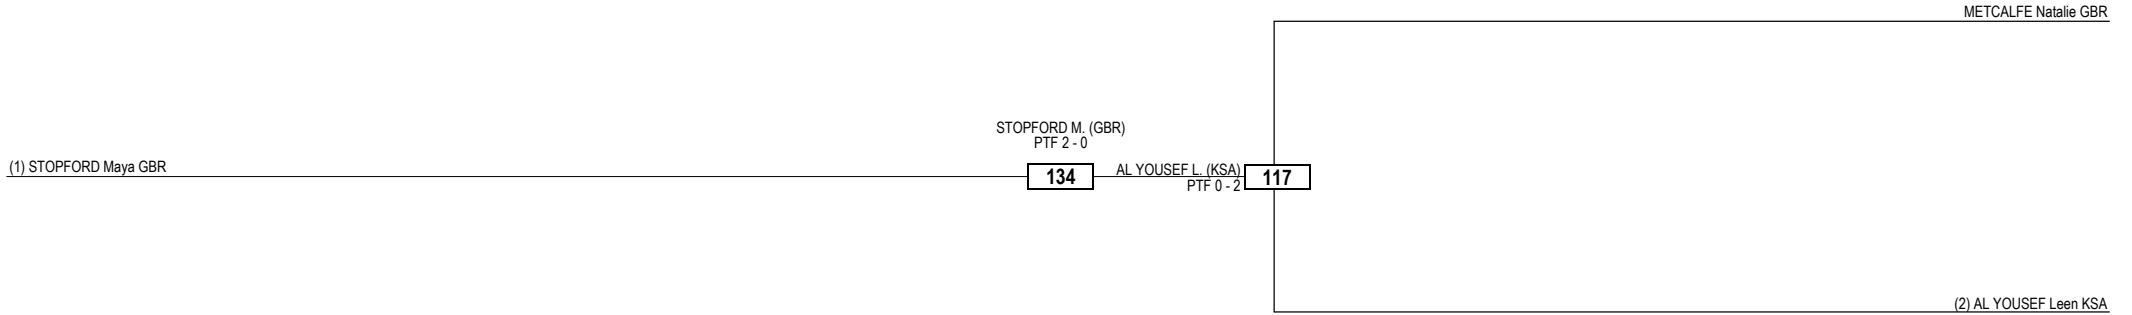 METCALFE Natalie GBR
STOPFORD M. (GBR)
PTF 2 - 0
(1) STOPFORD Maya GBR
134
AL YOUSEF L. (KSA)
PTF 0 - 2
117
(2) AL YOUSEF Leen KSA